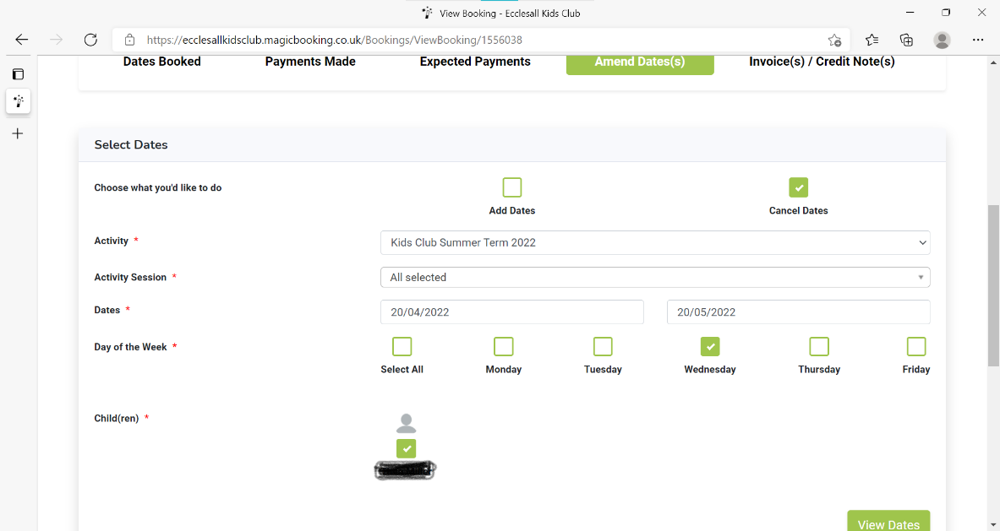 View Booking - Ecclesall Kids Club
https://ecclesallkidsclub.magicbooking.co.uk/Bookings/ViewBooking/1556038
Dates Booked Payments Made Expected Payments Amend Dates(s) Invoice(s) / Credit Note(s)
Select Dates
Choose what you'd like to do
Add Dates Cancel Dates
Activity * Kids Club Summer Term 2022
Activity Session * All selected
Dates * 20/04/2022 20/05/2022
Day of the Week *
Select All Monday Tuesday Wednesday Thursday Friday
Child(ren) *
View Dates